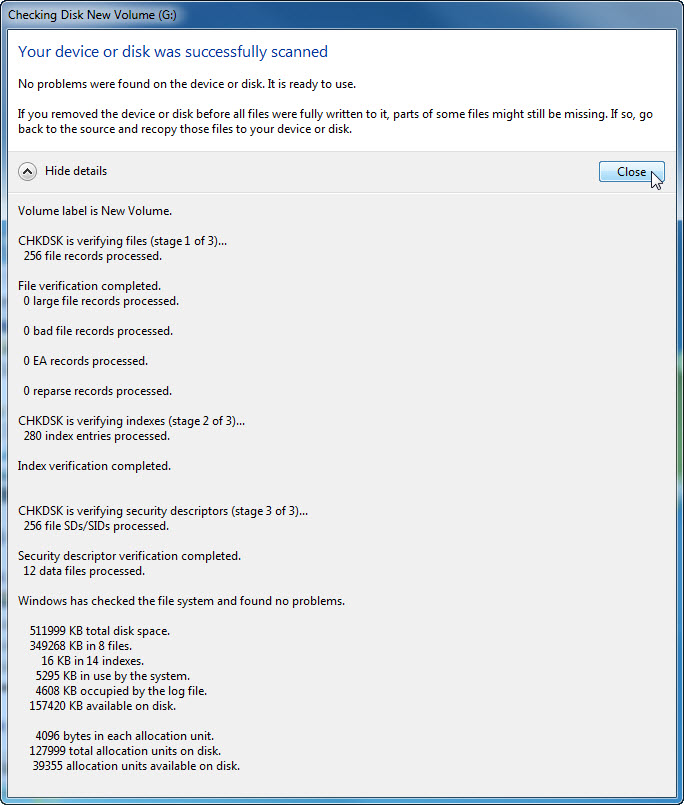 Checking Disk New Volume (G:)
Your device or disk was successfully scanned
No problems were found on the device or disk. It is ready to use.
If you removed the device or disk before all files were fully written to it, parts of some files might still be missing. If so, go
back to the source and recopy those files to your device or disk.
Hide details
Close
Volume label is New Volume.
CHKDSK is verifying files (stage 1 of 3)...
256 file records processed.
File verification completed.
0 large file records processed.
0 bad file records processed.
0 EA records processed.
0 reparse records processed.
CHKDSK is verifying indexes (stage 2 of 3)...
280 index entries processed.
Index verification completed.
CHKDSK is verifying security descriptors (stage 3 of 3)...
256 file SDs/SIDs processed.
Security descriptor verification completed.
12 data files processed.
Windows has checked the file system and found no problems.
511999 KB total disk space.
349268 KB in 8 files.
16 KB in 14 indexes.
5295 KB in use by the system.
4608 KB occupied by the log file.
157420 KB available on disk.
4096 bytes in each allocation unit.
127999 total allocation units on disk.
39355 allocation units available on disk.